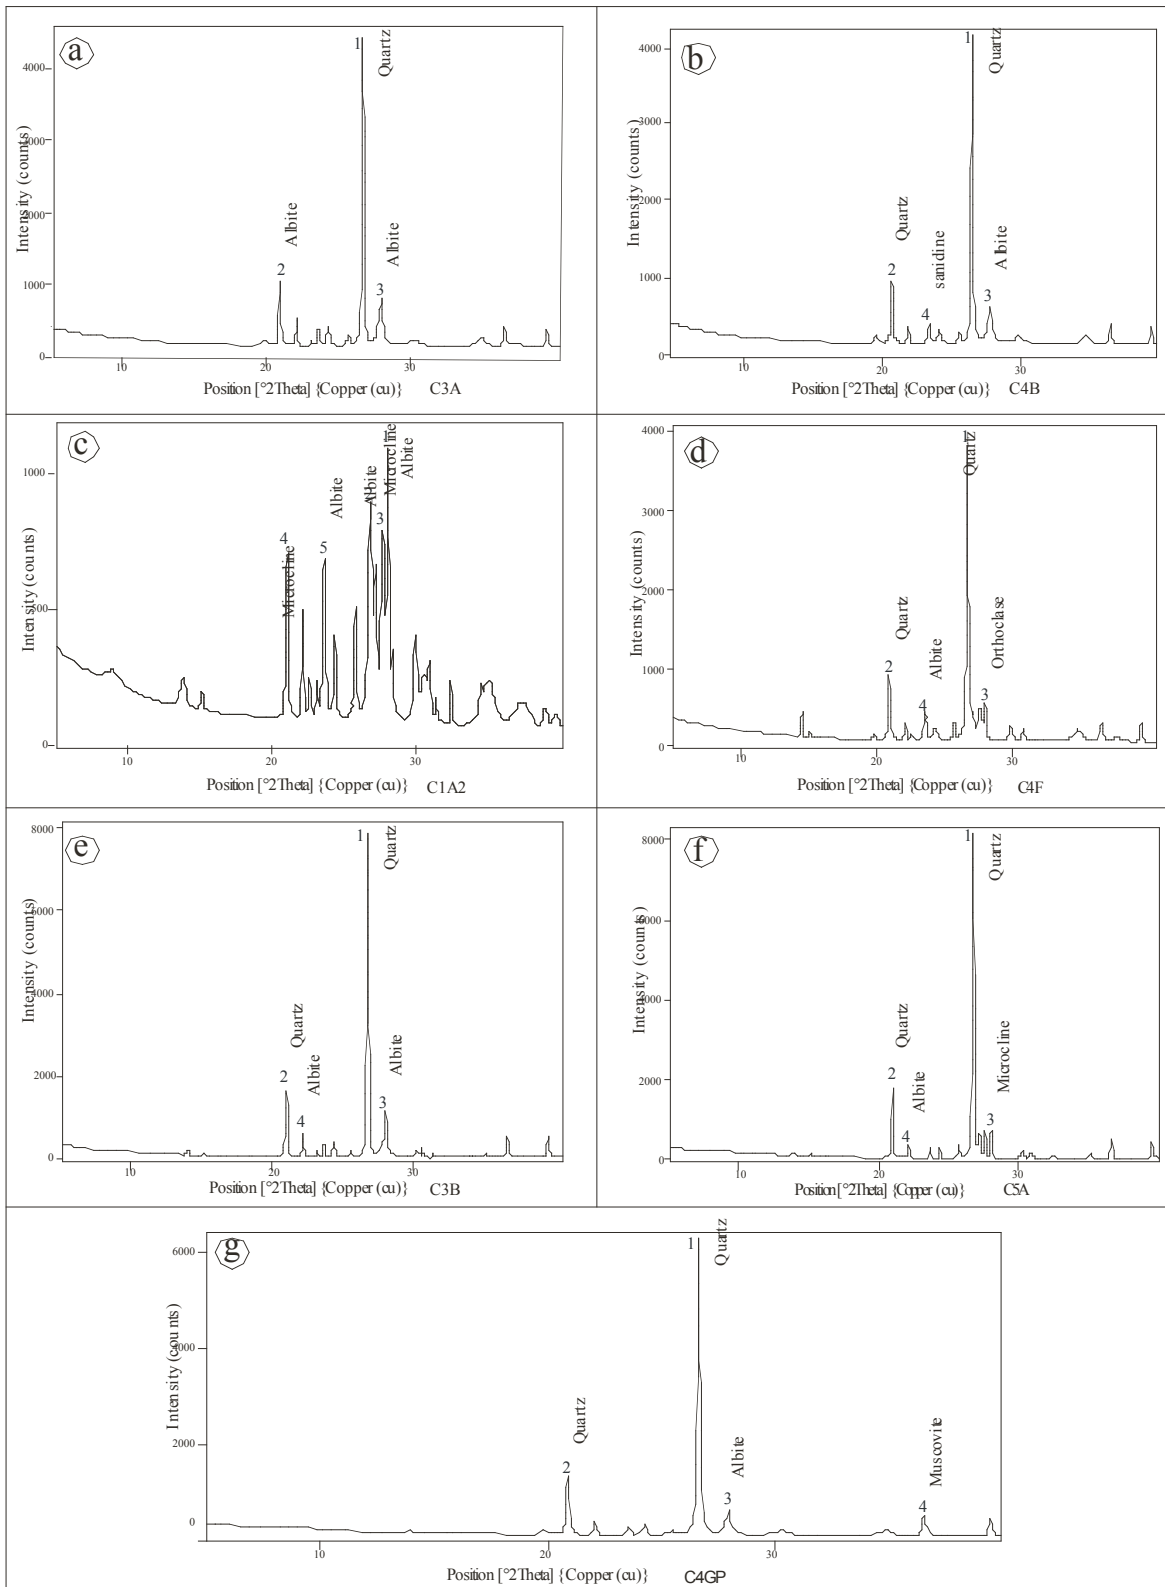 a
Intensity (counts)
4000
3000
2000
1000
0
1
Quartz
2
Albite
3
Albite
10
20
30
Position [°2Theta] {Copper (cu)} C3A
b
Intensity (counts)
4000
3000
2000
1000
0
1
Quartz
2
Quartz
4
sanidine
3
Albite
10
20
30
Position [°2Theta] {Copper (cu)} C4B
c
Intensity (counts)
1000
500
0
4
Microcline
5
Albite
Albite
3
1
Microcline
Albite
10
30
Position [°2Theta] {Copper (cu)} C1A2
d
Intensity (counts)
4000
3000
2000
1000
0
1
Quartz
2
Quartz
4
Albite
3
Orthoclase
10
20
30
Position [°2Theta] {Copper (cu)} C4F
e
Intensity (counts)
8000
6000
4000
2000
0
1
Quartz
2
Quartz
4
Albite
3
Albite
10
20
30
Position [°2Theta] {Copper (cu)} C3B
f
Intensity (counts)
8000
6000
4000
2000
0
1
Quartz
2
Quartz
4
Albite
3
Microcline
10
20
30
Position [°2Theta] {Copper (cu)} C5A
g
Intensity (counts)
6000
4000
2000
0
1
Quartz
2
Quartz
3
Albite
4
Muscovite
10
20
30
Position [°2Theta] {Copper (cu)} C4GP